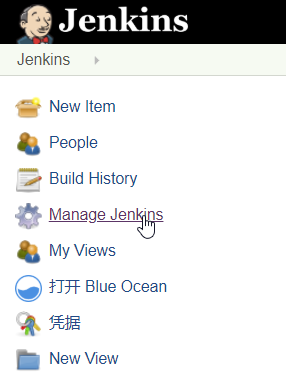 Jenkins
Jenkins
New Item
People
Build History
Manage Jenkins
My Views
打开 Blue Ocean
凭据
New View